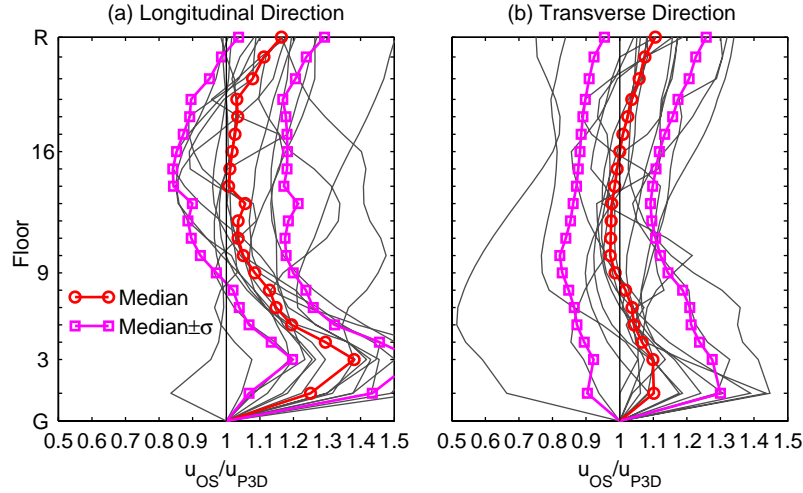 (a) Longitudinal Direction
(b) Transverse Direction
R
16
9
3
G
Floor
Median
Median±σ
0.5 0.6 0.7 0.8 0.9 1 1.1 1.2 1.3 1.4 1.5
0.5 0.6 0.7 0.8 0.9 1 1.1 1.2 1.3 1.4 1.5
u_OS/u_P3D
u_OS/u_P3D